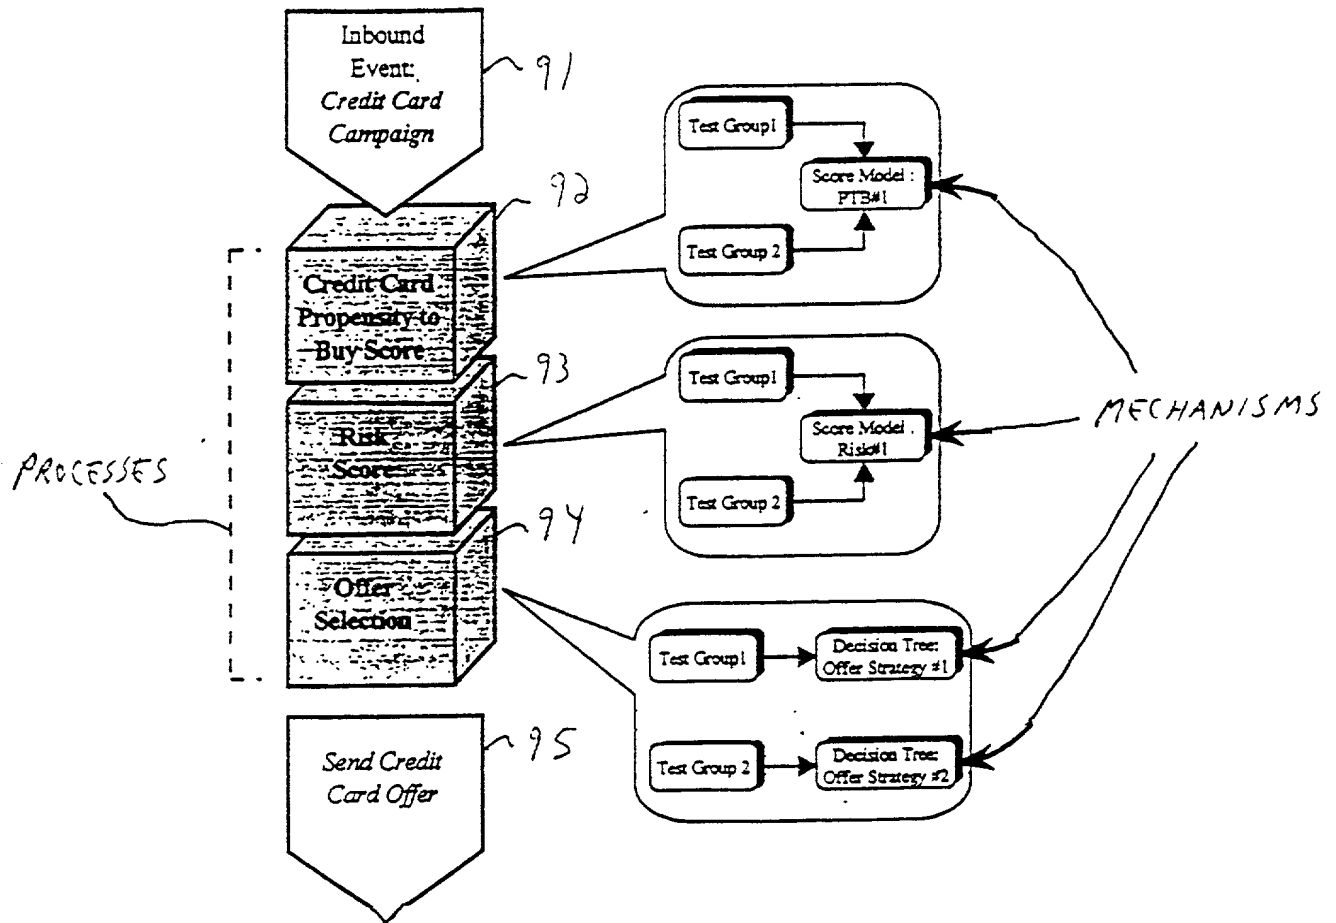 Inbound
Event:
Credit Card
Campaign
91
92
Credit Card
Propensity to
Buy Score
93
Risk
Score
94
Offer
Selection
PROCESSES
95
Send Credit
Card Offer
Test Group1
Score Model :
PTB#1
Test Group 2
Test Group1
Score Model :
Risk#1
Test Group 2
Test Group1
Decision Tree:
Offer Strategy #1
Test Group 2
Decision Tree:
Offer Strategy #2
MECHANISMS